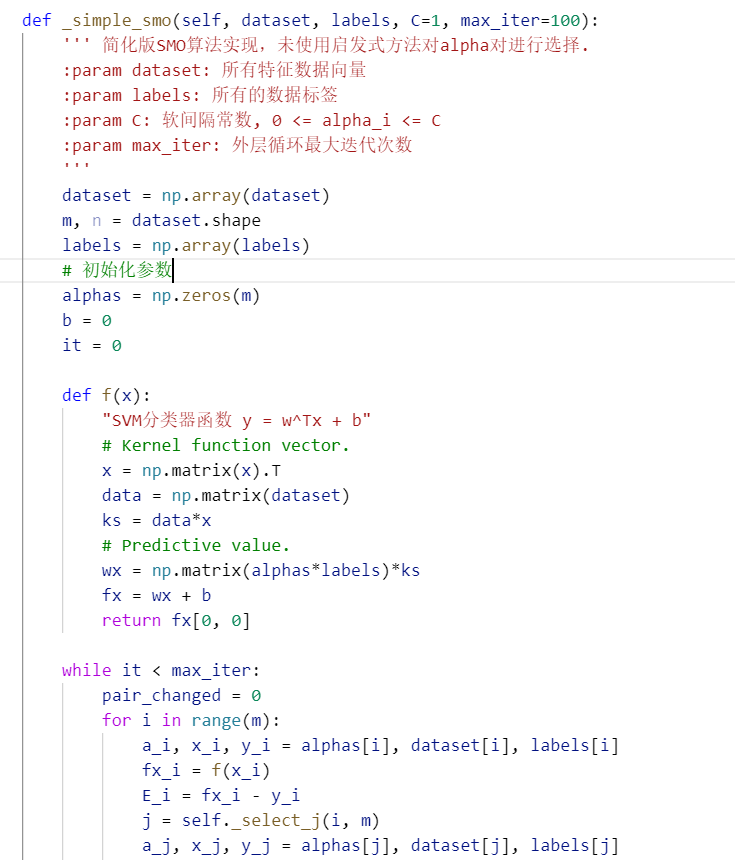 def _simple_smo(self, dataset, labels, C=1, max_iter=100):
''' 简化版SMO算法实现，未使用启发式方法对alpha对进行选择.
:param dataset: 所有特征数据向量
:param labels: 所有的数据标签
:param C: 软间隔常数, 0 <= alpha_i <= C
:param max_iter: 外层循环最大迭代次数
'''
dataset = np.array(dataset)
m, n = dataset.shape
labels = np.array(labels)
# 初始化参数
alphas = np.zeros(m)
b = 0
it = 0
def f(x):
"SVM分类器函数 y = w^Tx + b"
# Kernel function vector.
x = np.matrix(x).T
data = np.matrix(dataset)
ks = data*x
# Predictive value.
wx = np.matrix(alphas*labels)*ks
fx = wx + b
return fx[0, 0]
while it < max_iter:
pair_changed = 0
for i in range(m):
a_i, x_i, y_i = alphas[i], dataset[i], labels[i]
fx_i = f(x_i)
E_i = fx_i - y_i
j = self._select_j(i, m)
a_j, x_j, y_j = alphas[j], dataset[j], labels[j]